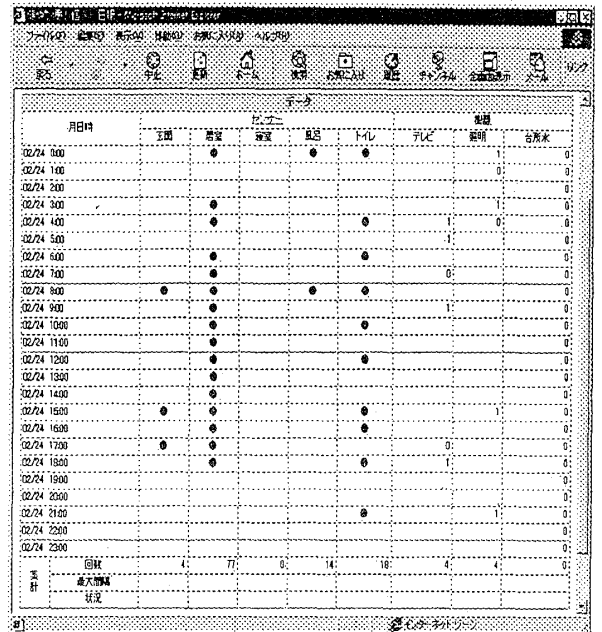 Microsoft Internet Explorer
ファイル(F) 編集(E) 表示(V) 移動(G) お気に入り(A) ヘルプ(H)
戻る 中止 更新 ホーム 検索 お気に入り 履歴 チャンネル 全画面表示 メール リンク
データ
月日時 センサー 機器
玄関 居室 寝室 風呂 トイレ テレビ 照明 台所水
02/24 0:00 ● ● ● 1 0
02/24 1:00 0 0
02/24 2:00 0
02/24 3:00 ● 1 0
02/24 4:00 ● ● 1 0 0
02/24 5:00 1 0
02/24 6:00 ● ● 0
02/24 7:00 ● 0 0
02/24 8:00 ● ● ● ● 0
02/24 9:00 ● 1 0
02/24 10:00 ● ● 0
02/24 11:00 ● 0
02/24 12:00 ● ● 0
02/24 13:00 ● 0
02/24 14:00 ● 0
02/24 15:00 ● ● ● 1 0
02/24 16:00 ● ● 0
02/24 17:00 ● ● 0 0
02/24 18:00 ● ● 1 0
02/24 19:00 0
02/24 20:00 0
02/24 21:00 ● 1 0
02/24 22:00 0
02/24 23:00 0
回数 4 77 0 14 18 4 4 0
最大間隔
状況
インターネット ゾーン